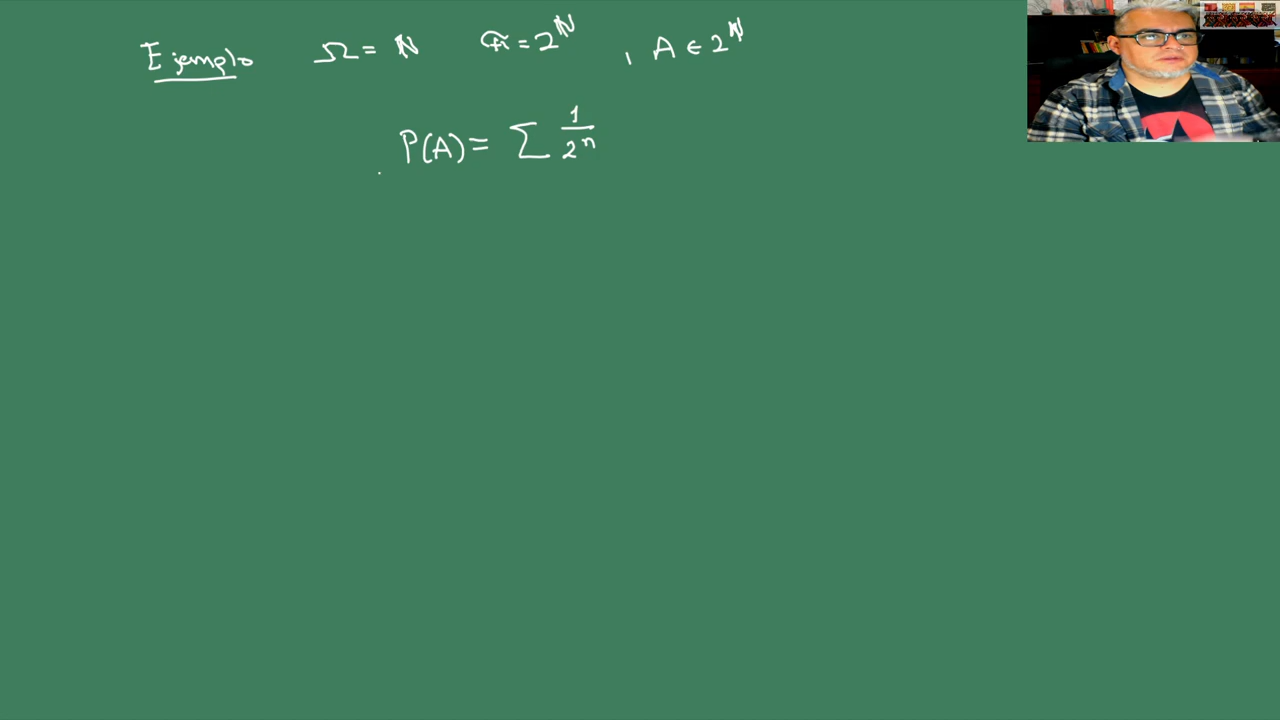 Ejemplo Ω = ℕ 𝓕 = 2^ℕ , A ∈ 2^ℕ
P(A) = Σ 1/2^n